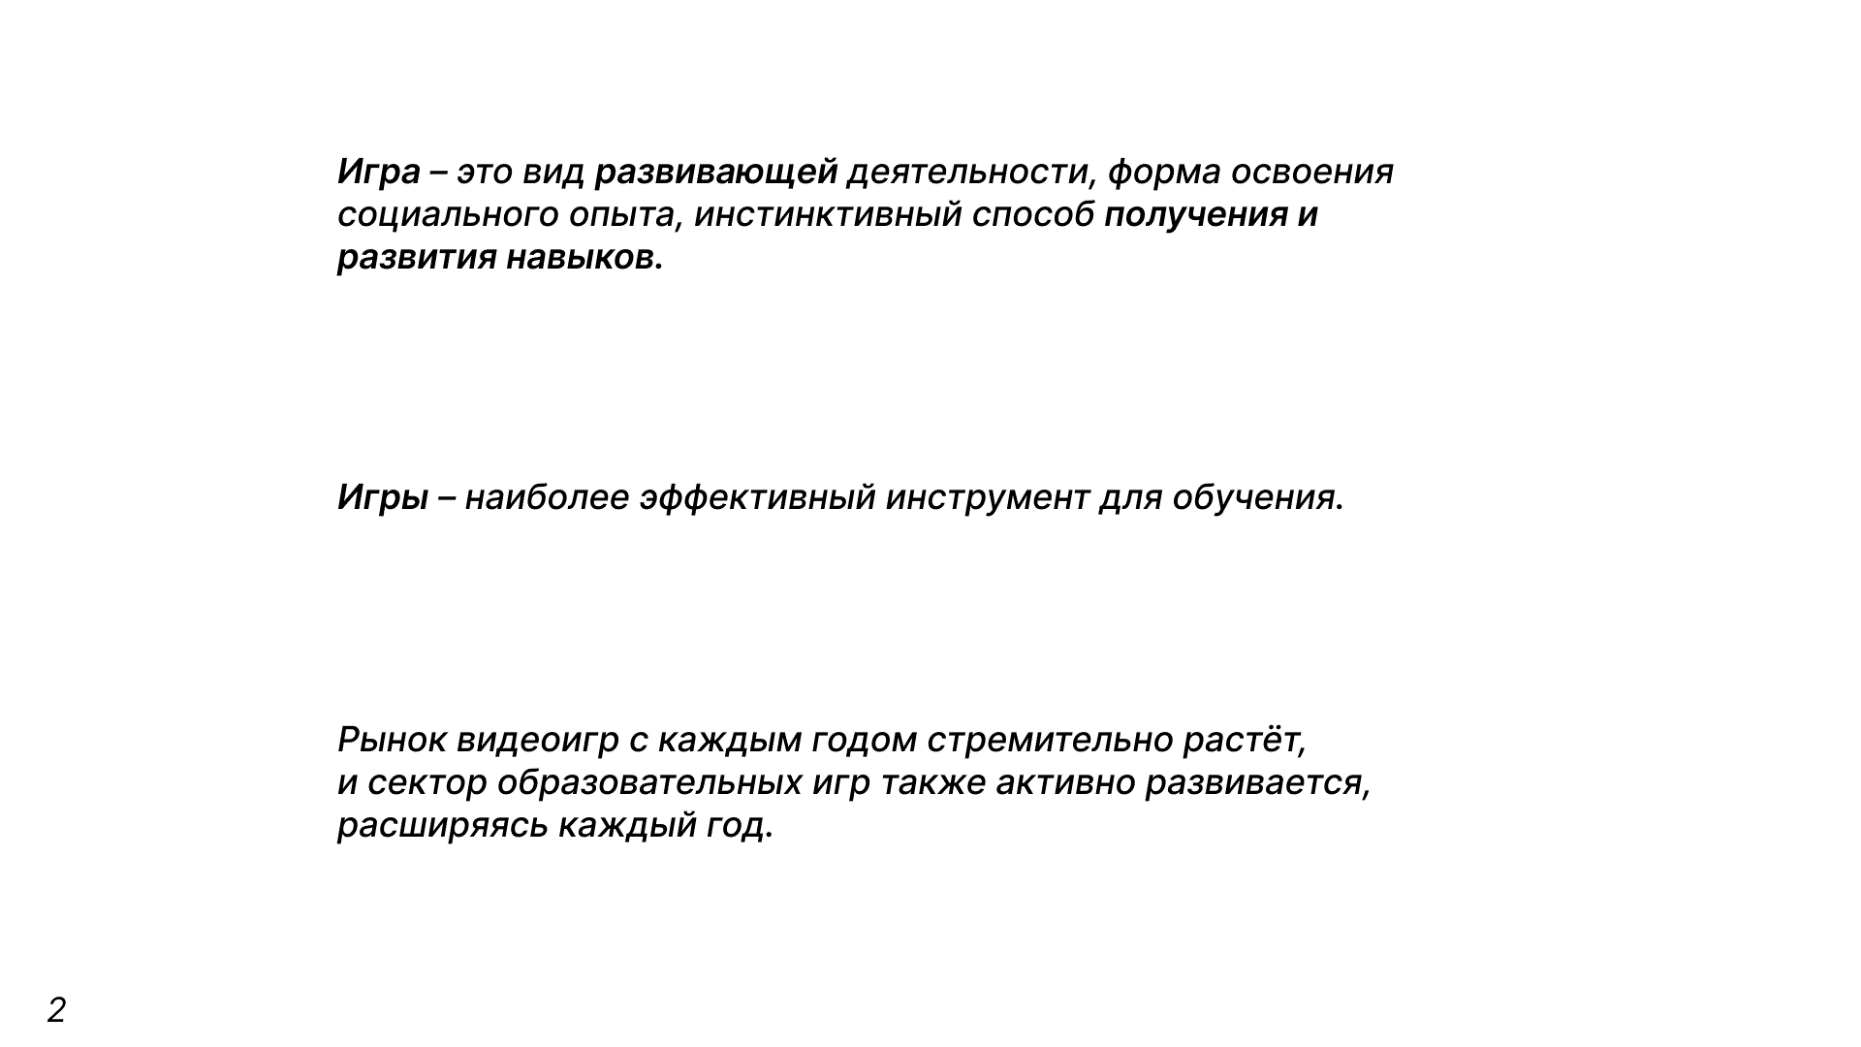 Игра – это вид развивающей деятельности, форма освоения
социального опыта, инстинктивный способ получения и
развития навыков.
Игры – наиболее эффективный инструмент для обучения.
Рынок видеоигр с каждым годом стремительно растёт,
и сектор образовательных игр также активно развивается,
расширяясь каждый год.
2